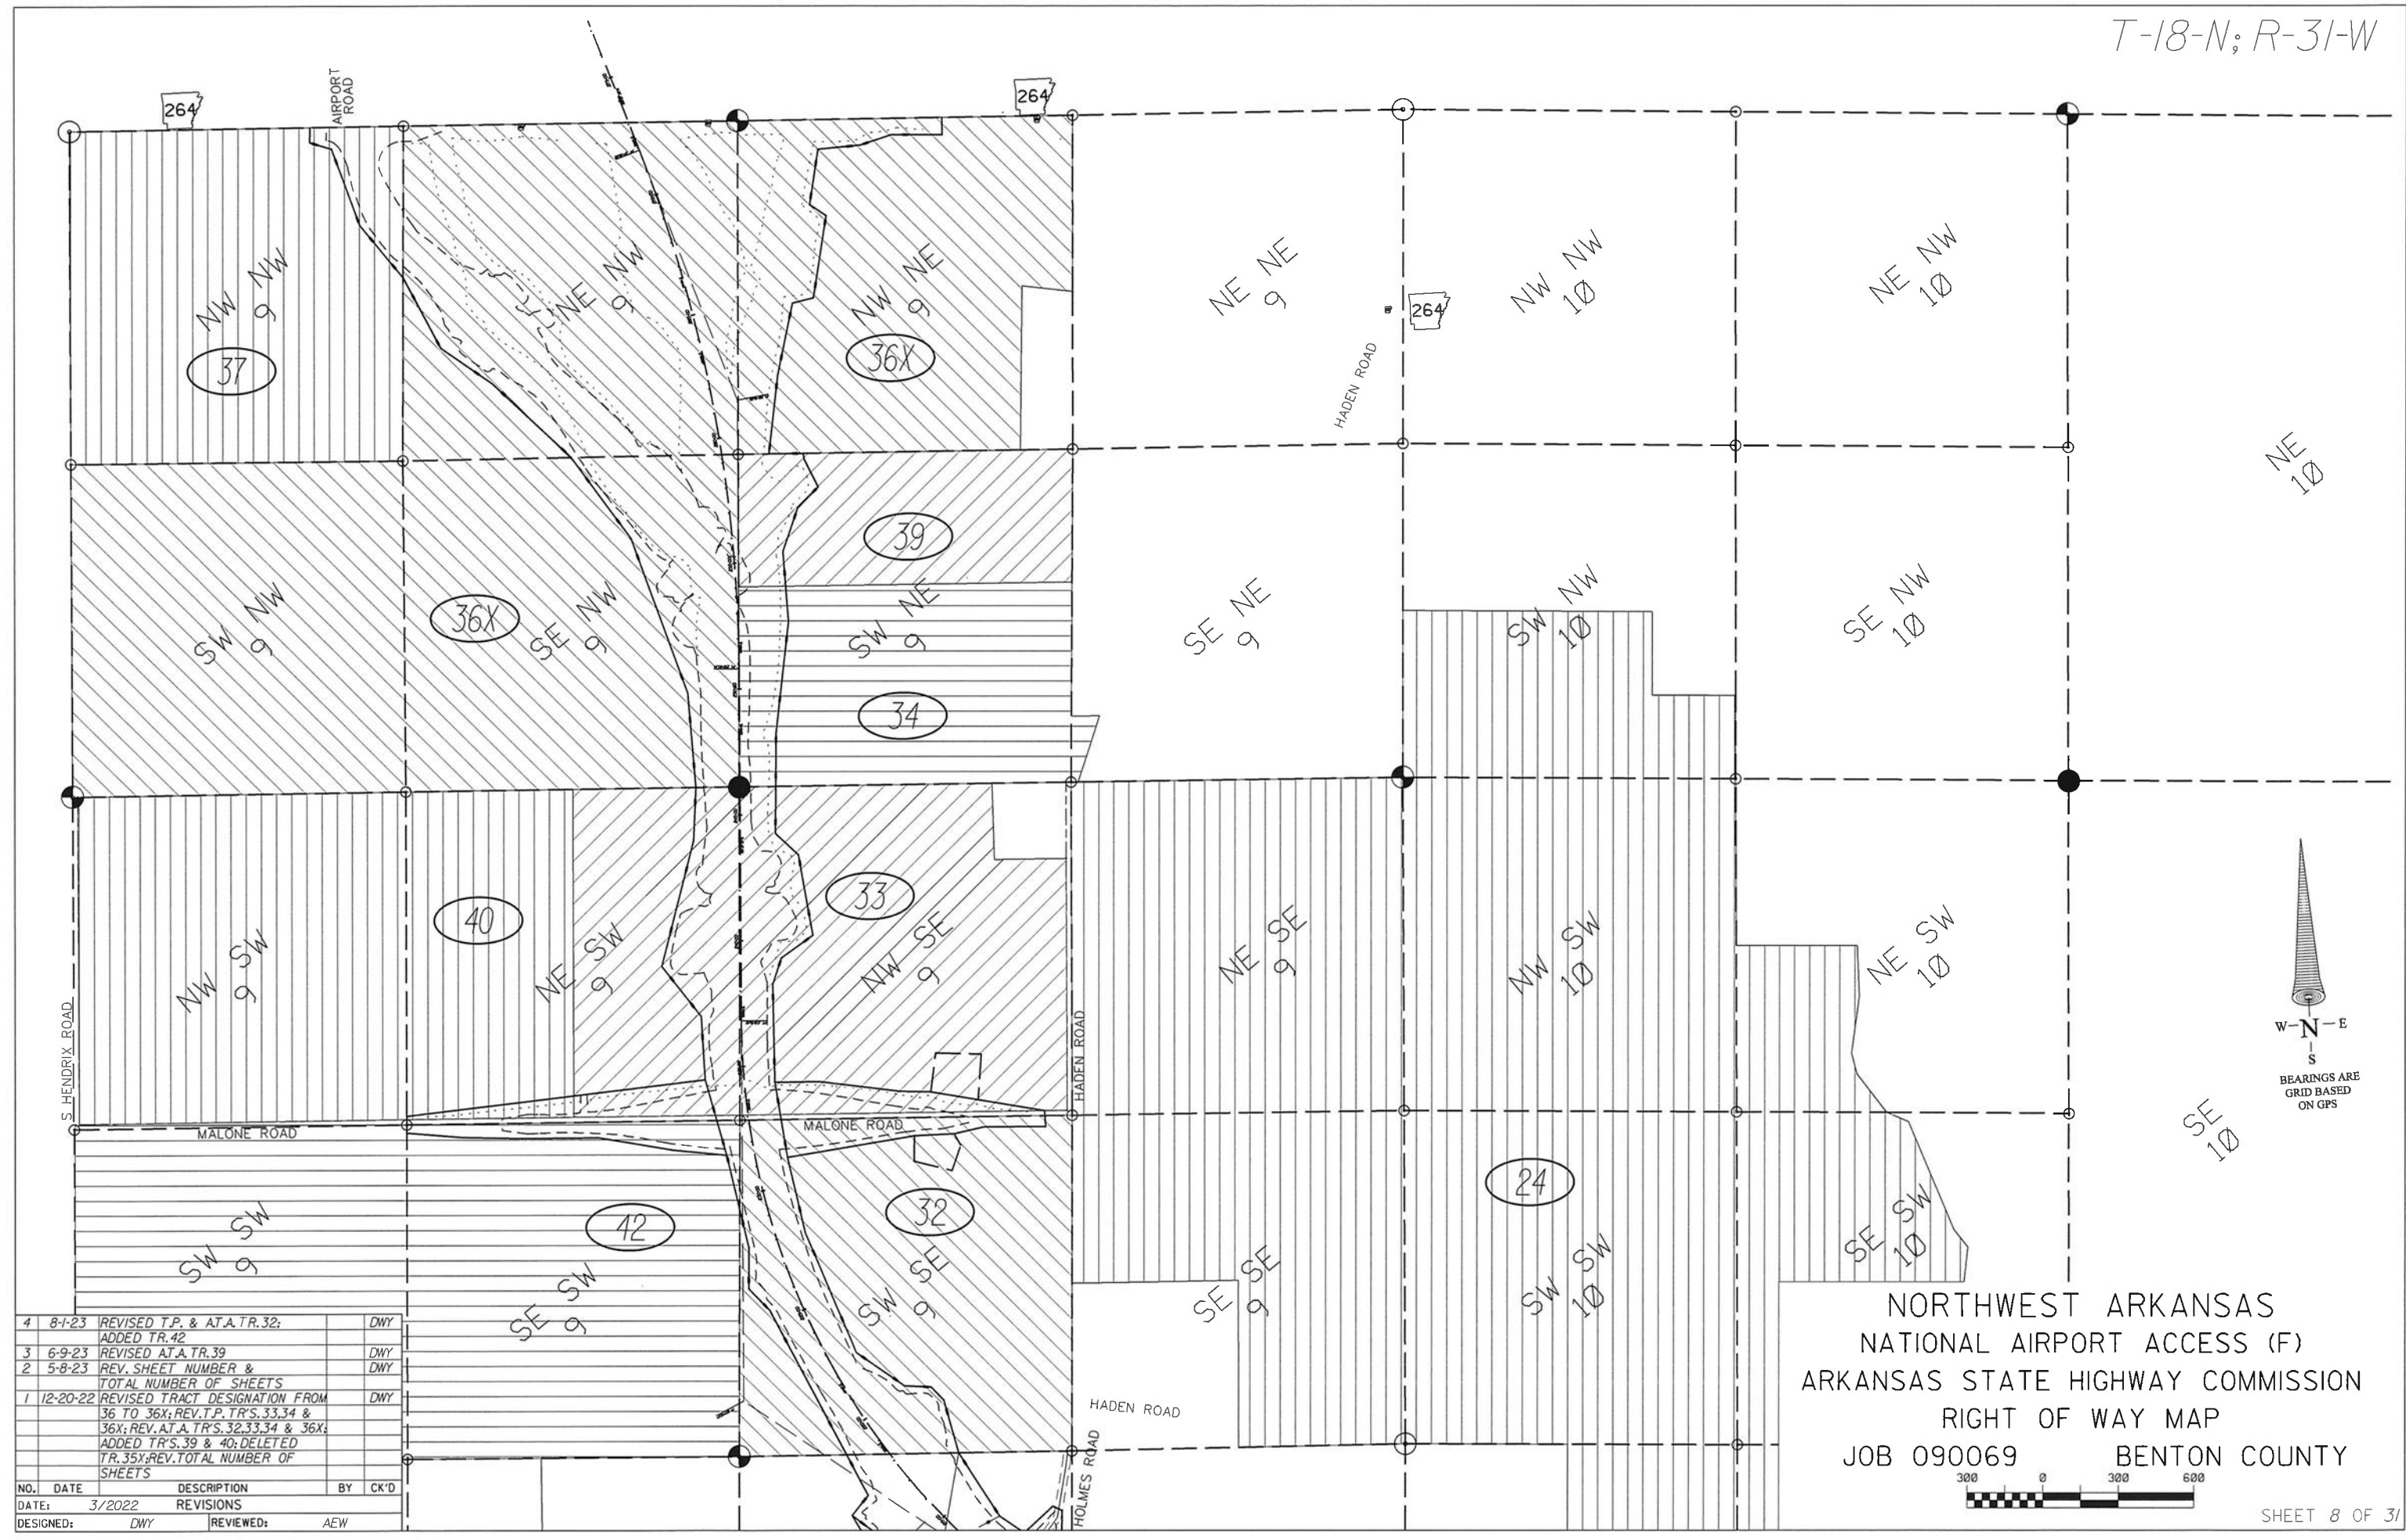 T-18-N; R-31-W
264
AIRPORT
ROAD
264
NW NW
9
37
NE NW
9
NW NE
9
36X
NE NE
9
264
HADEN ROAD
NW NW
10
NE NW
10
NE
10
39
SW NW
9
36X
SE NW
9
SW NE
9
34
SE NE
9
SW NW
10
SE NW
10
40
33
NW SW
9
NE SW
9
NW SE
9
NE SE
9
NW SW
10
NE SW
10
S HENDRIX ROAD
HADEN ROAD
MALONE ROAD
MALONE ROAD
W-N-E
S
BEARINGS ARE
GRID BASED
ON GPS
SE
10
42
32
24
SW SW
9
SE SW
9
SW SE
9
SE SE
9
SW SW
10
SE SW
10
HADEN ROAD
HOLMES ROAD
4 8-1-23 REVISED T.P. & A.T.A. TR.32; DWY
ADDED TR.42
3 6-9-23 REVISED A.T.A. TR.39 DWY
2 5-8-23 REV. SHEET NUMBER & DWY
TOTAL NUMBER OF SHEETS
1 12-20-22 REVISED TRACT DESIGNATION FROM DWY
36 TO 36X; REV.T.P. TR'S.33,34 &
36X; REV.A.T.A. TR'S.32,33,34 & 36X;
ADDED TR'S.39 & 40; DELETED
TR.35X;REV.TOTAL NUMBER OF
SHEETS
NO. DATE DESCRIPTION BY CK'D
DATE: 3/2022 REVISIONS
DESIGNED: DWY REVIEWED: AEW
NORTHWEST ARKANSAS
NATIONAL AIRPORT ACCESS (F)
ARKANSAS STATE HIGHWAY COMMISSION
RIGHT OF WAY MAP
JOB 090069 BENTON COUNTY
300 0 300 600
SHEET 8 OF 31